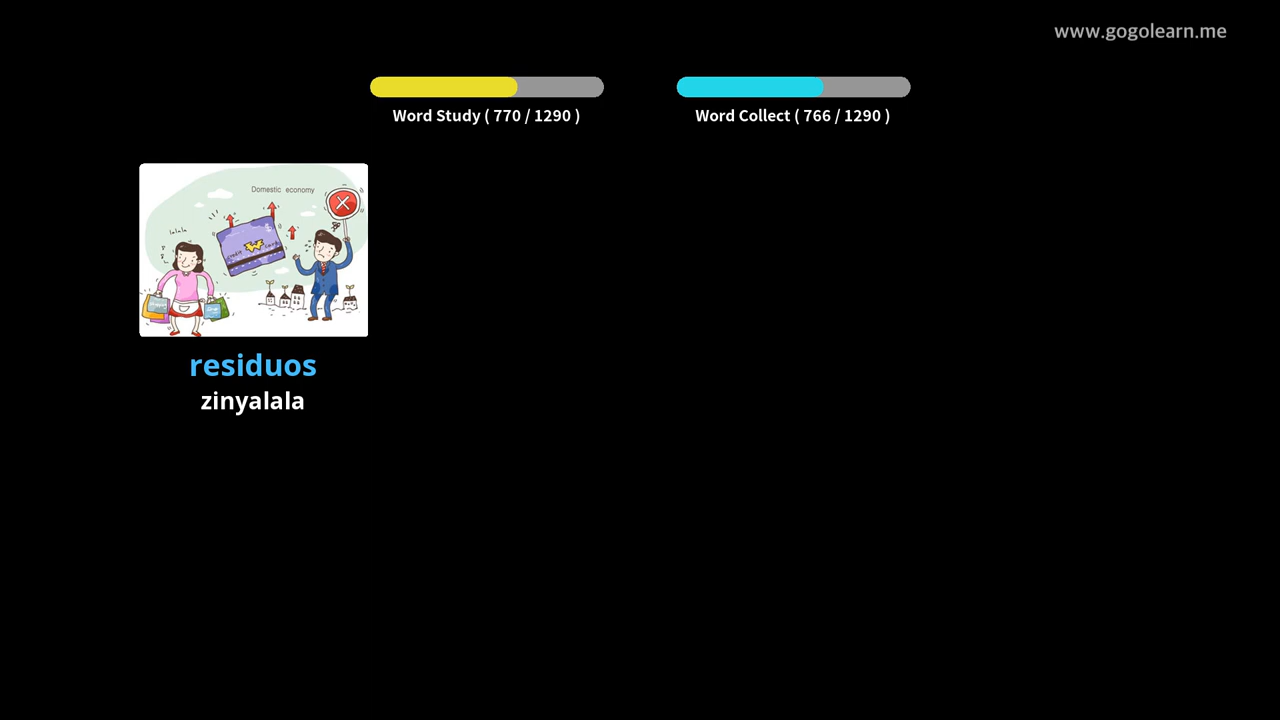 www.gogolearn.me
Word Study ( 770 / 1290 )
Word Collect ( 766 / 1290 )
Domestic economy
lalala
residuos
zinyalala